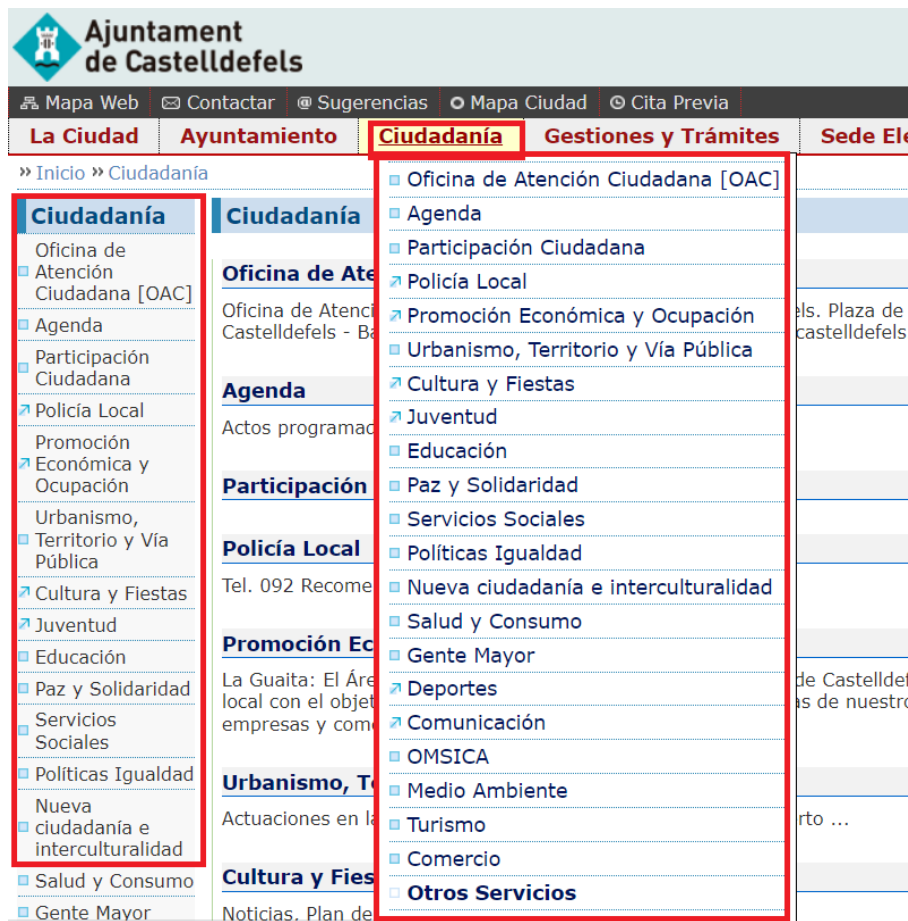 Ajuntament
de Castelldefels
Mapa Web Contactar Sugerencias Mapa Ciudad Cita Previa
La Ciudad Ayuntamiento Ciudadanía Gestiones y Trámites Sede Ele
» Inicio » Ciudadanía
Ciudadanía
Oficina de
Atención
Ciudadana [OAC]
Agenda
Participación
Ciudadana
Policía Local
Promoción
Económica y
Ocupación
Urbanismo,
Territorio y Vía
Pública
Cultura y Fiestas
Juventud
Educación
Paz y Solidaridad
Servicios
Sociales
Políticas Igualdad
Nueva
ciudadanía e
interculturalidad
Salud y Consumo
Gente Mayor
Ciudadanía
Oficina de Ate
Oficina de Atenci els. Plaza de
Castelldefels - Ba castelldefels
Agenda
Actos programad
Participación
Policía Local
Tel. 092 Recome
Promoción Ec
La Guaita: El Áre de Castelldef
local con el objet as de nuestro
empresas y come
Urbanismo, Te
Actuaciones en la rto ...
Cultura y Fies
Noticias, Plan de
Oficina de Atención Ciudadana [OAC]
Agenda
Participación Ciudadana
Policía Local
Promoción Económica y Ocupación
Urbanismo, Territorio y Vía Pública
Cultura y Fiestas
Juventud
Educación
Paz y Solidaridad
Servicios Sociales
Políticas Igualdad
Nueva ciudadanía e interculturalidad
Salud y Consumo
Gente Mayor
Deportes
Comunicación
OMSICA
Medio Ambiente
Turismo
Comercio
Otros Servicios